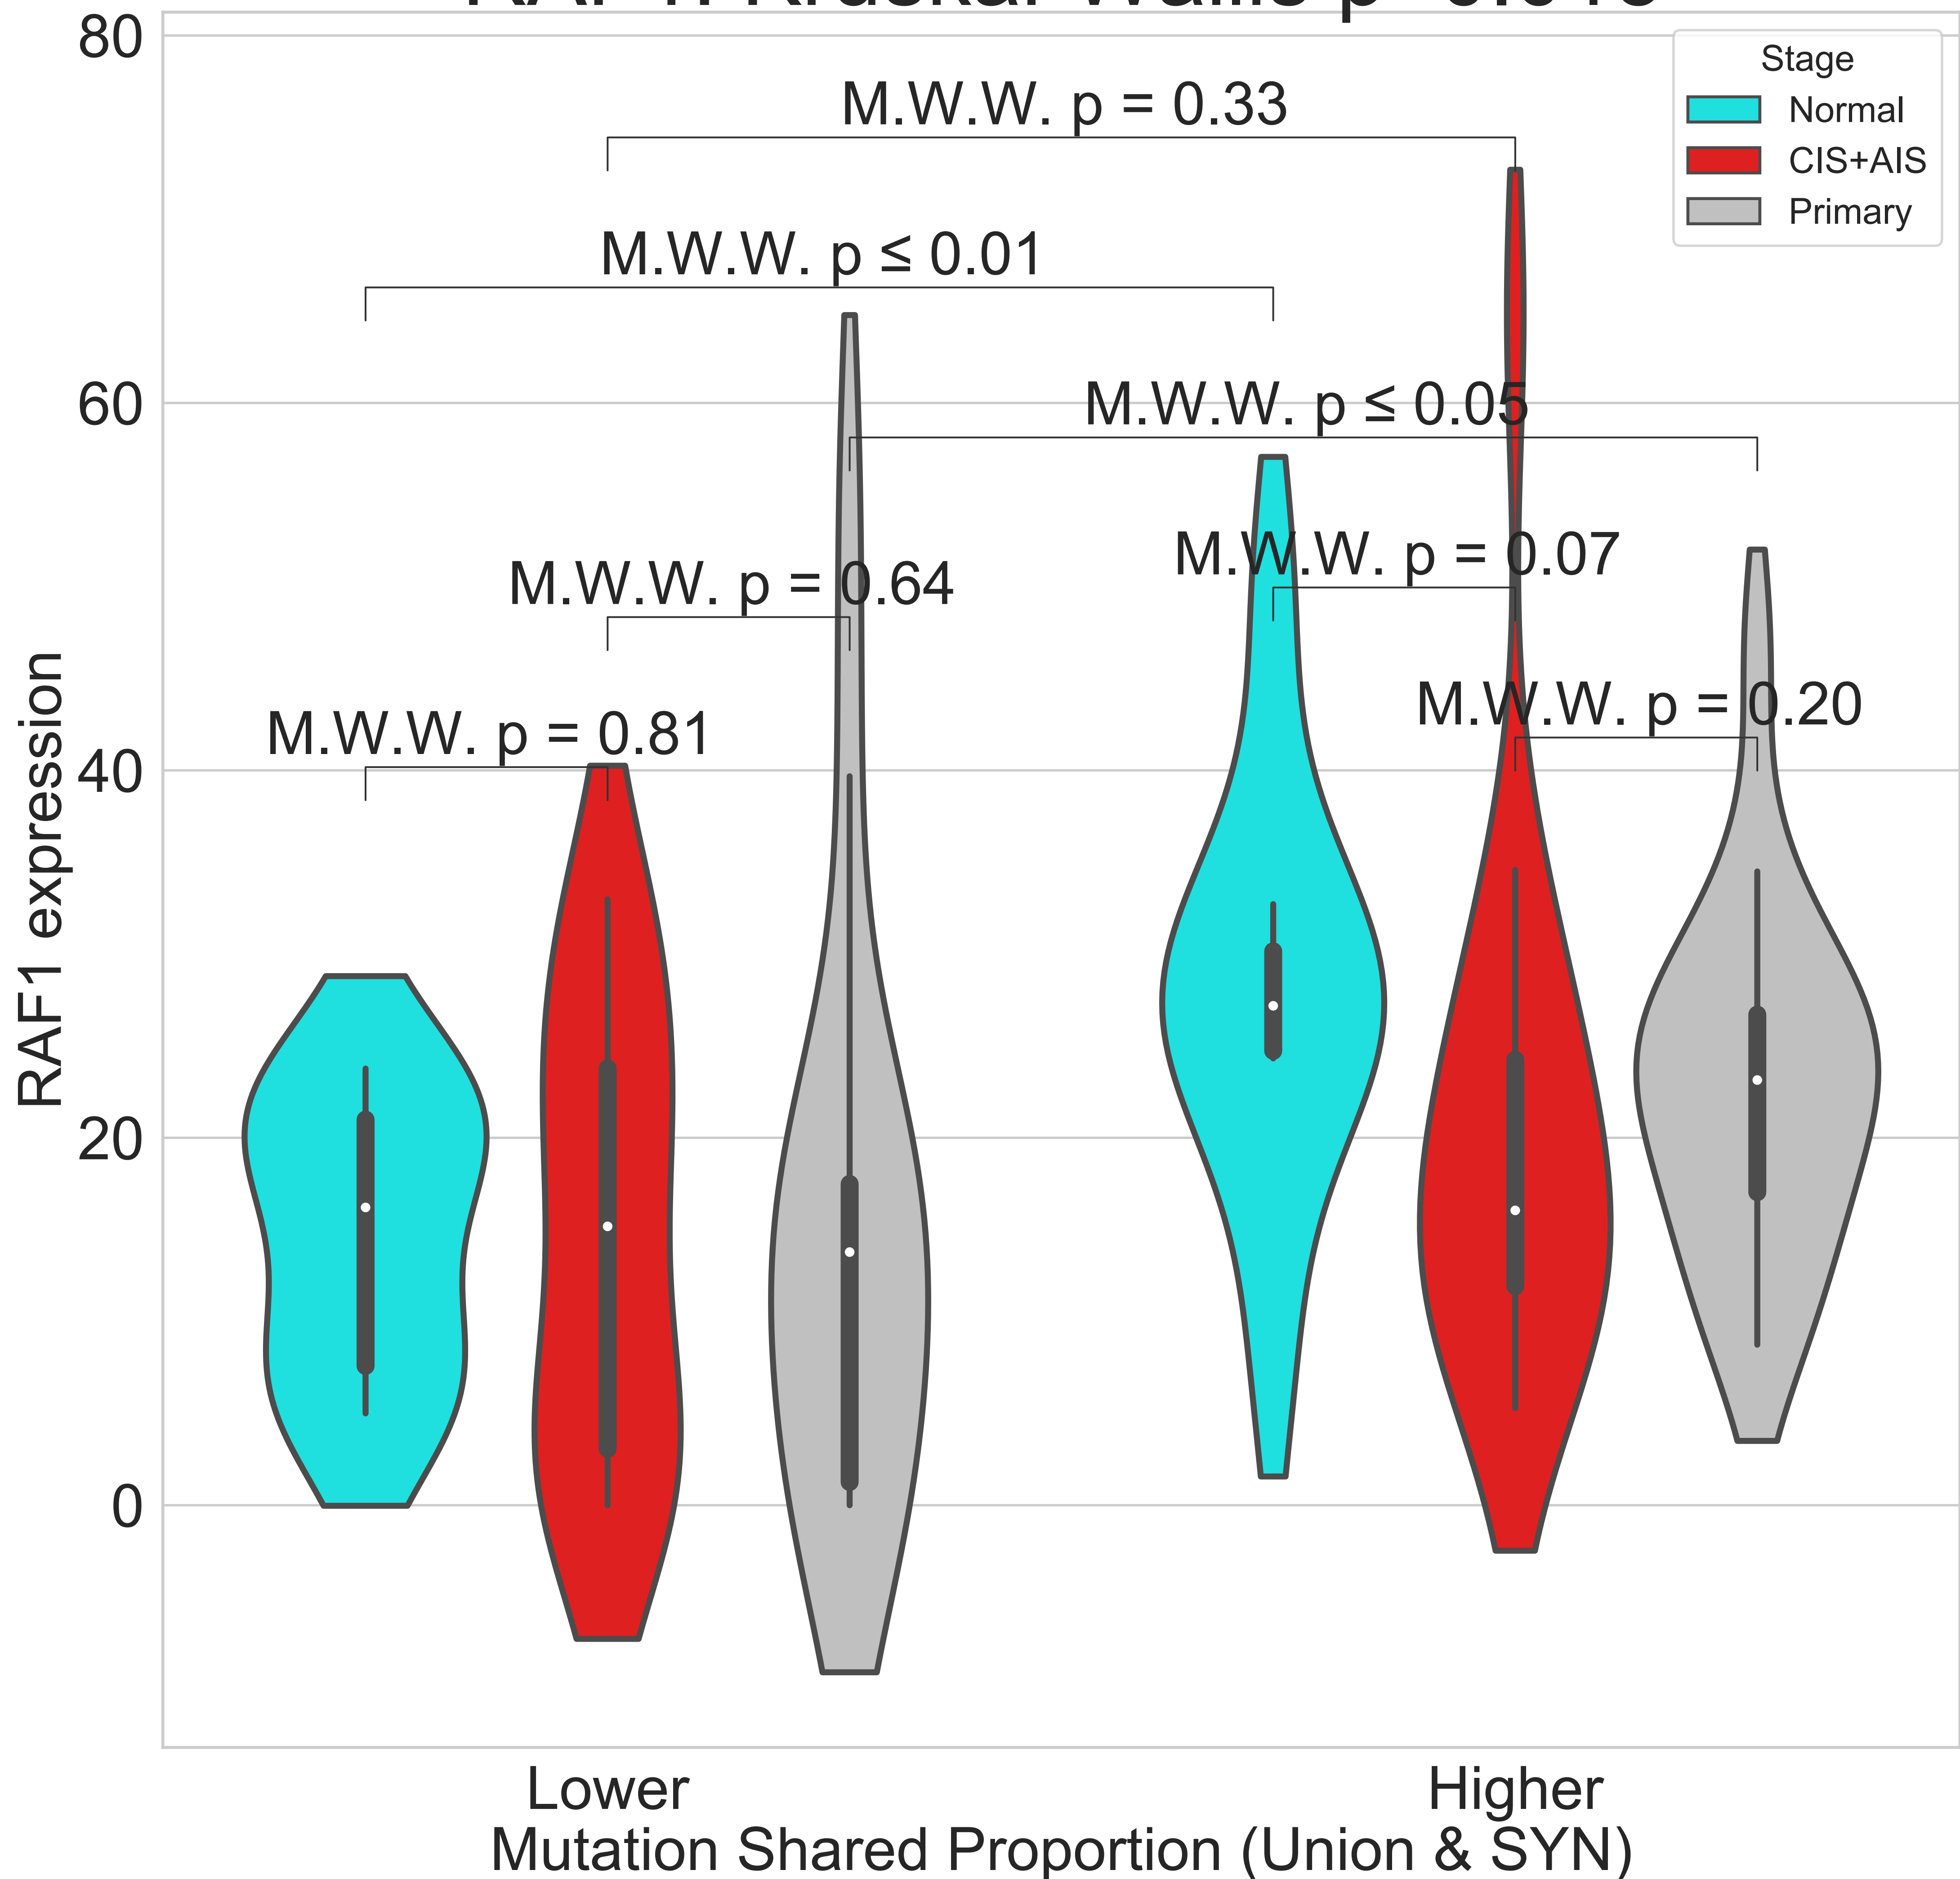 80
Stage
Normal
CIS+AIS
Primary
M.W.W. p = 0.33
M.W.W. p ≤ 0.01
60
M.W.W. p ≤ 0.05
M.W.W. p = 0.07
M.W.W. p = 0.64
M.W.W. p = 0.20
M.W.W. p = 0.81
40
RAF1 expression
20
0
Lower
Higher
Mutation Shared Proportion (Union & SYN)